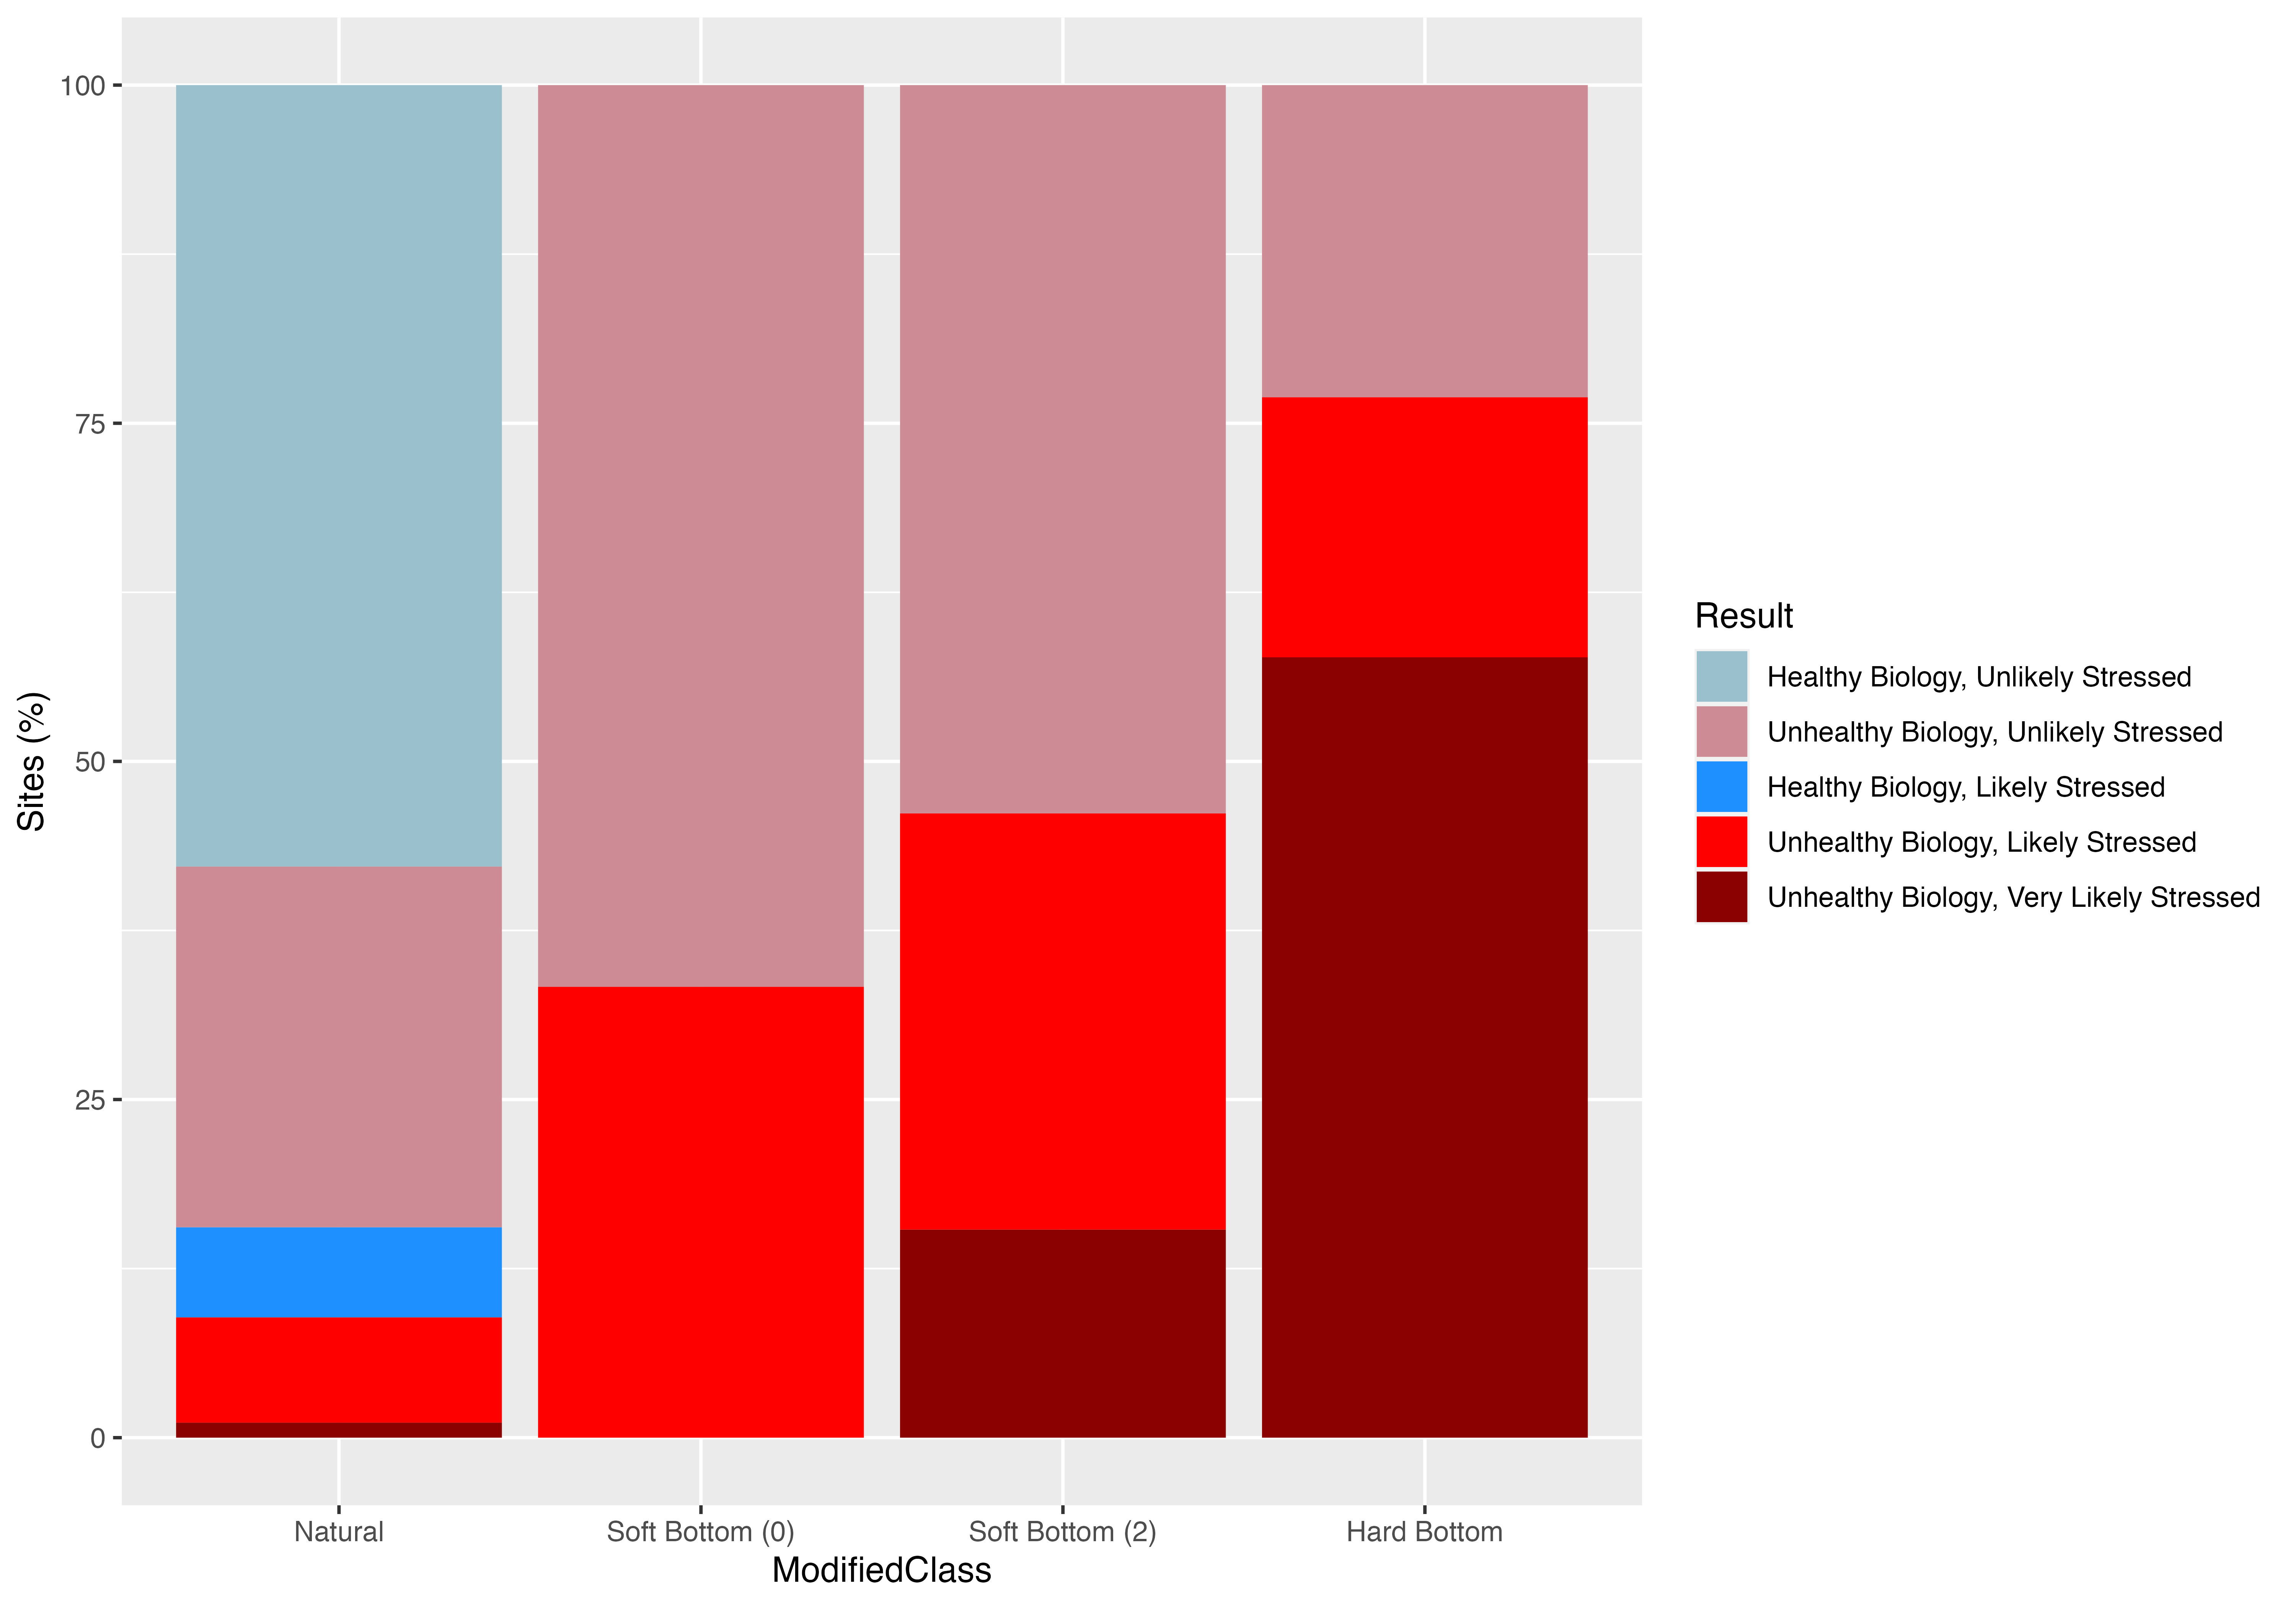 100
75
50
25
0
Sites (%)
Natural
Soft Bottom (0)
Soft Bottom (2)
Hard Bottom
ModifiedClass
Result
Healthy Biology, Unlikely Stressed
Unhealthy Biology, Unlikely Stressed
Healthy Biology, Likely Stressed
Unhealthy Biology, Likely Stressed
Unhealthy Biology, Very Likely Stressed